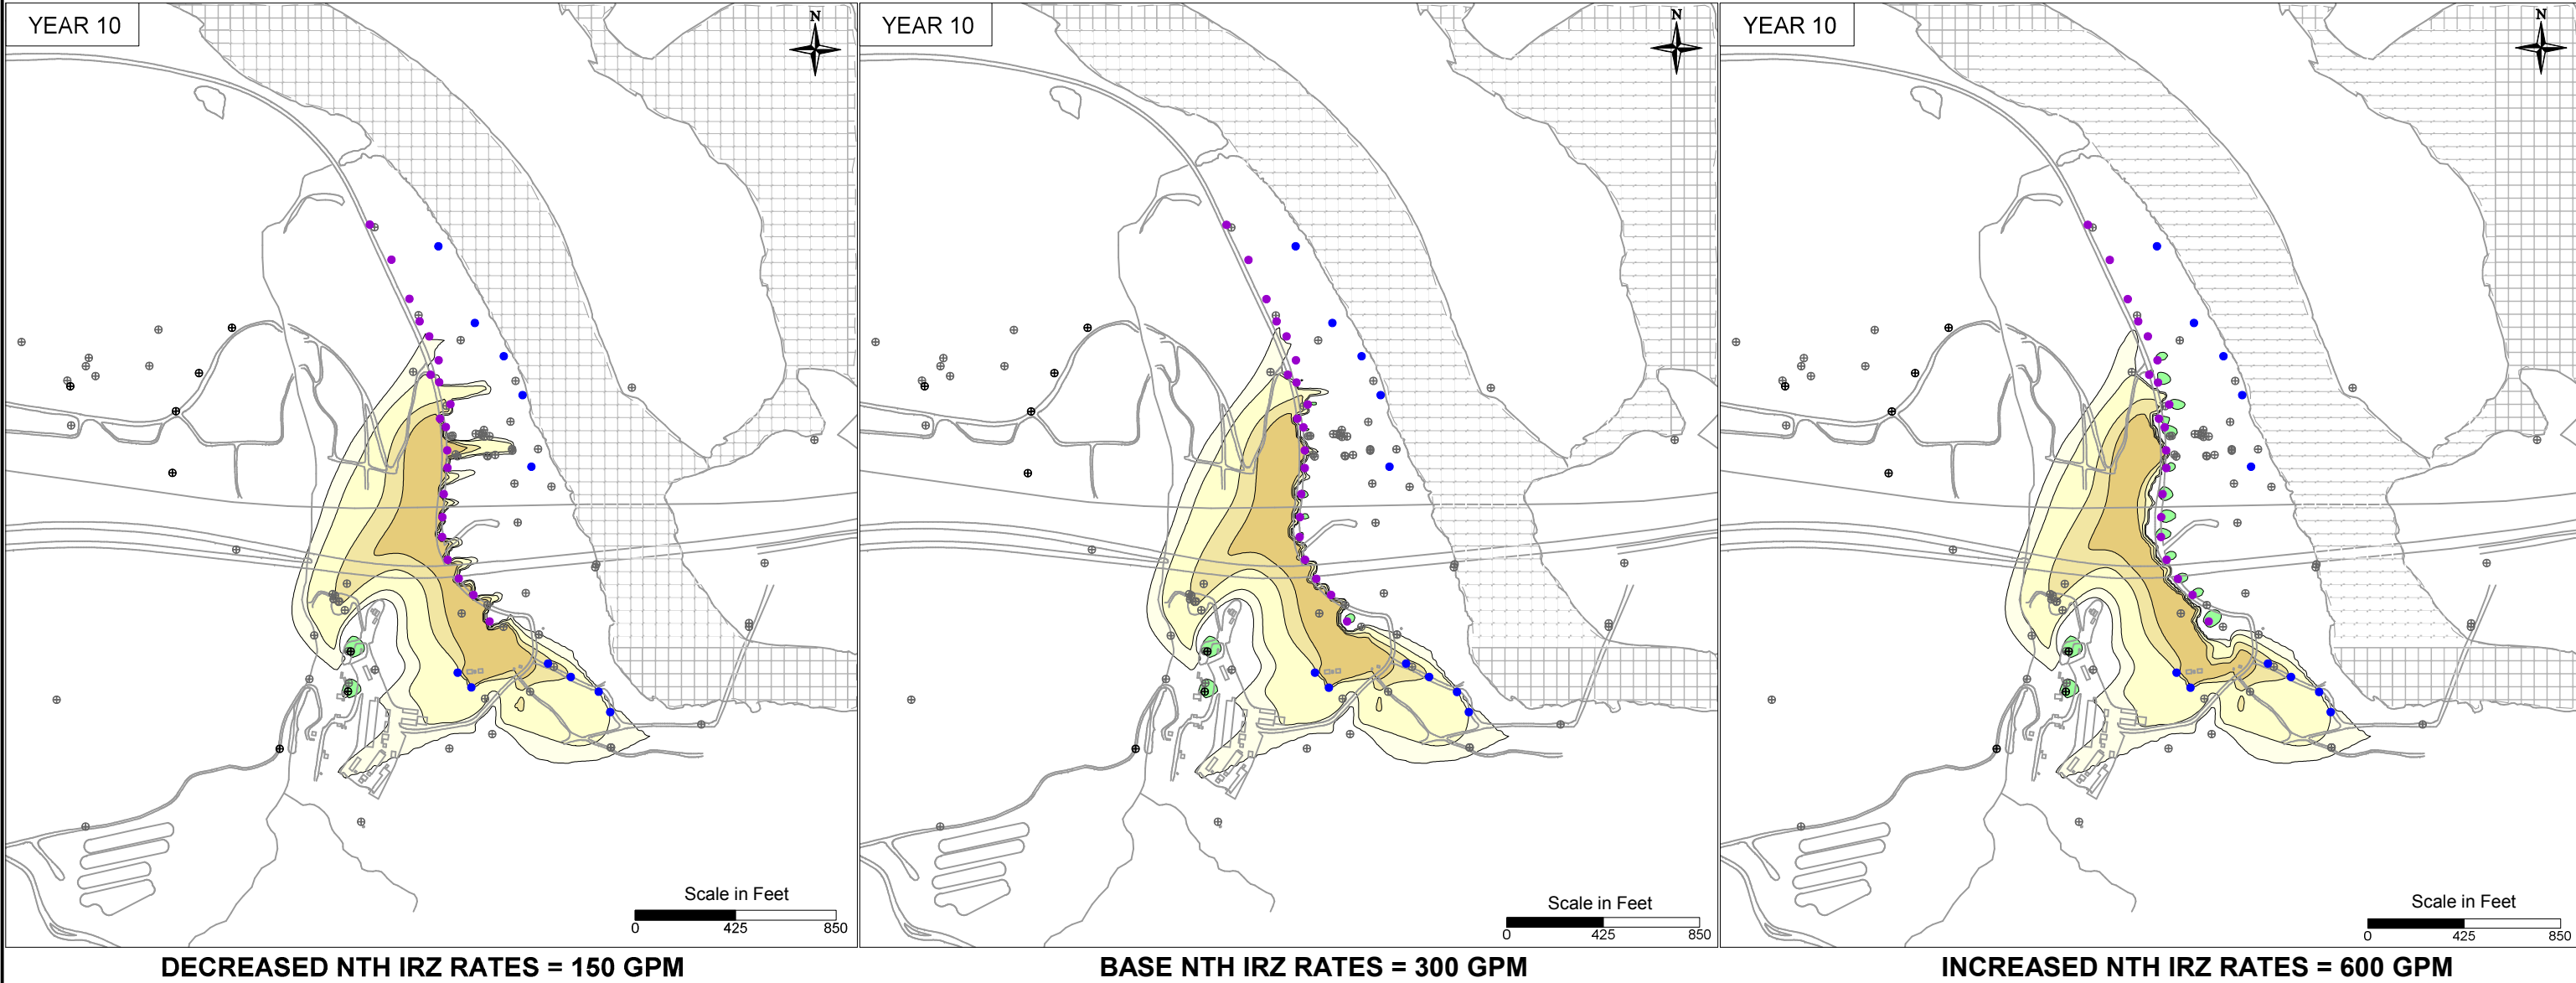 YEAR 10
N
Scale in Feet
0 425 850
DECREASED NTH IRZ RATES = 150 GPM
YEAR 10
N
Scale in Feet
0 425 850
BASE NTH IRZ RATES = 300 GPM
YEAR 10
N
Scale in Feet
0 425 850
INCREASED NTH IRZ RATES = 600 GPM